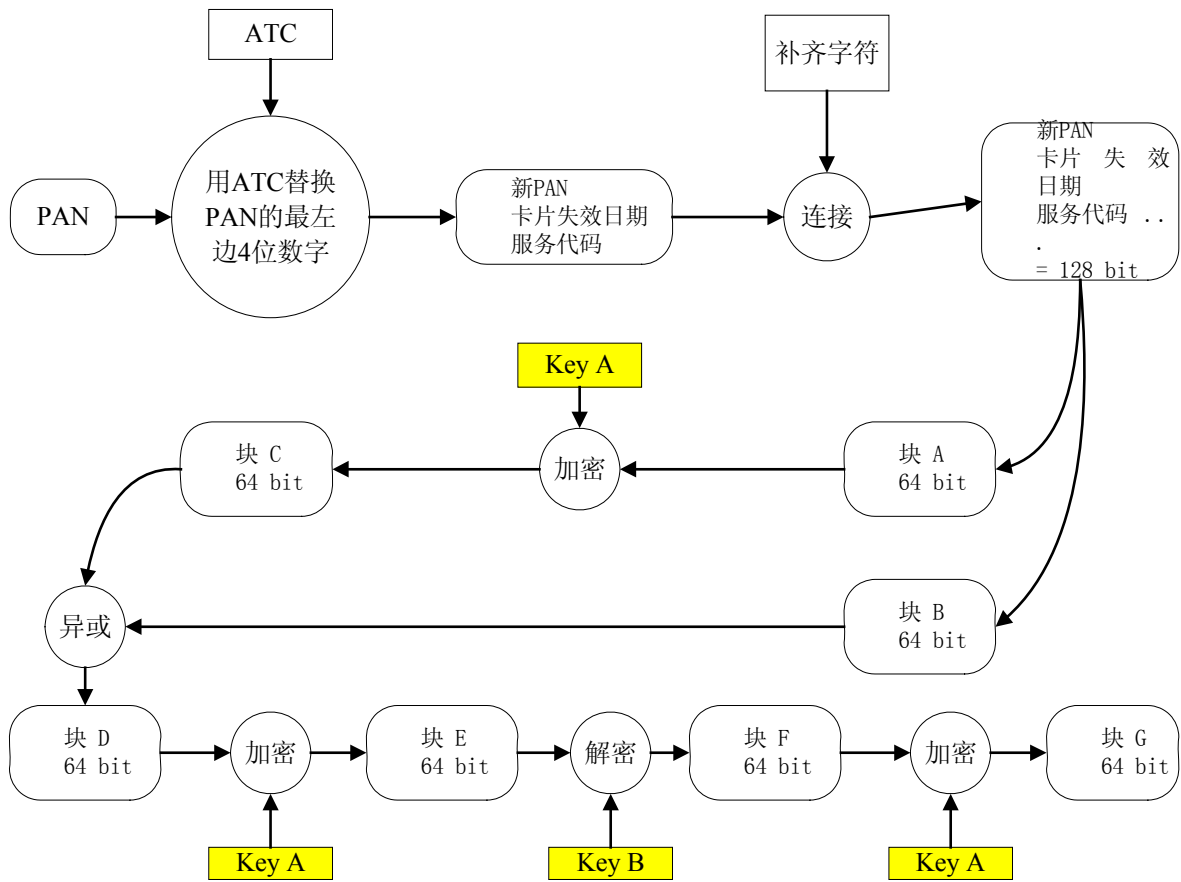 ATC
补齐字符
PAN
用ATC替换
PAN的最左
边4位数字
新PAN
卡片失效日期
服务代码
连接
新PAN
卡片 失 效
日期
服务代码 ..
.
= 128 bit
Key A
块 C
64 bit
加密
块 A
64 bit
异或
块 B
64 bit
块 D
64 bit
加密
块 E
64 bit
解密
块 F
64 bit
加密
块 G
64 bit
Key A
Key B
Key A